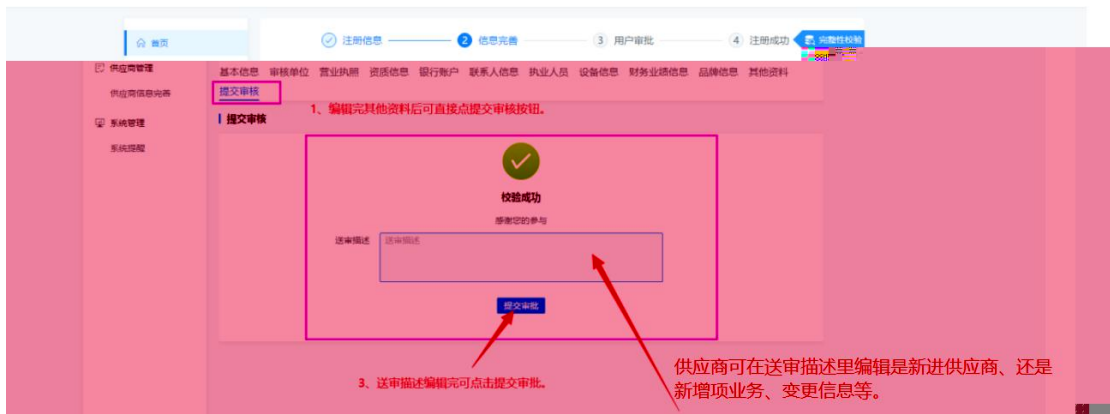 首页
注册信息
2 信息完善
3 用户审批
4 注册成功
完整性校验
供应商管理
供应商信息完善
系统管理
系统提醒
基本信息 审核单位 营业执照 资质信息 银行账户 联系人信息 执业人员 设备信息 财务业绩信息 品牌信息 其他资料
提交审核
1、编辑完其他资料后可直接点提交审核按钮。
提交审核
校验成功
感谢您的参与
送审描述 送审描述
提交审批
供应商可在送审描述里编辑是新进供应商、还是
新增项业务、变更信息等。
3、送审描述编辑完可点击提交审批。